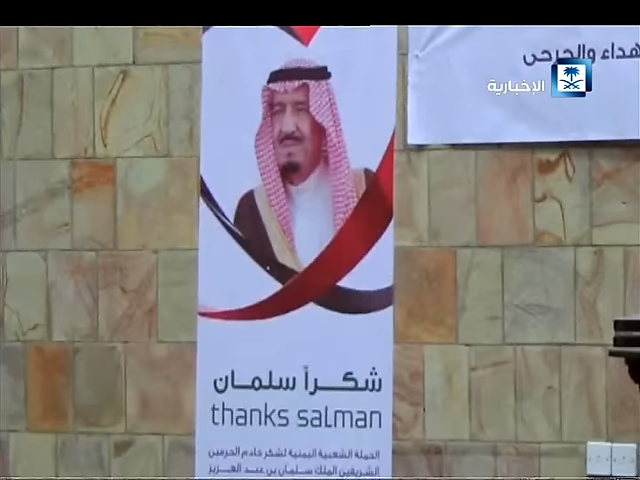 هداء والجرحى
الإخبارية
شكراً سلمان
thanks salman
الحملة الشعبية اليمنية لشكر خادم الحرمين
الشريفين الملك سلمان بن عبد العزيز